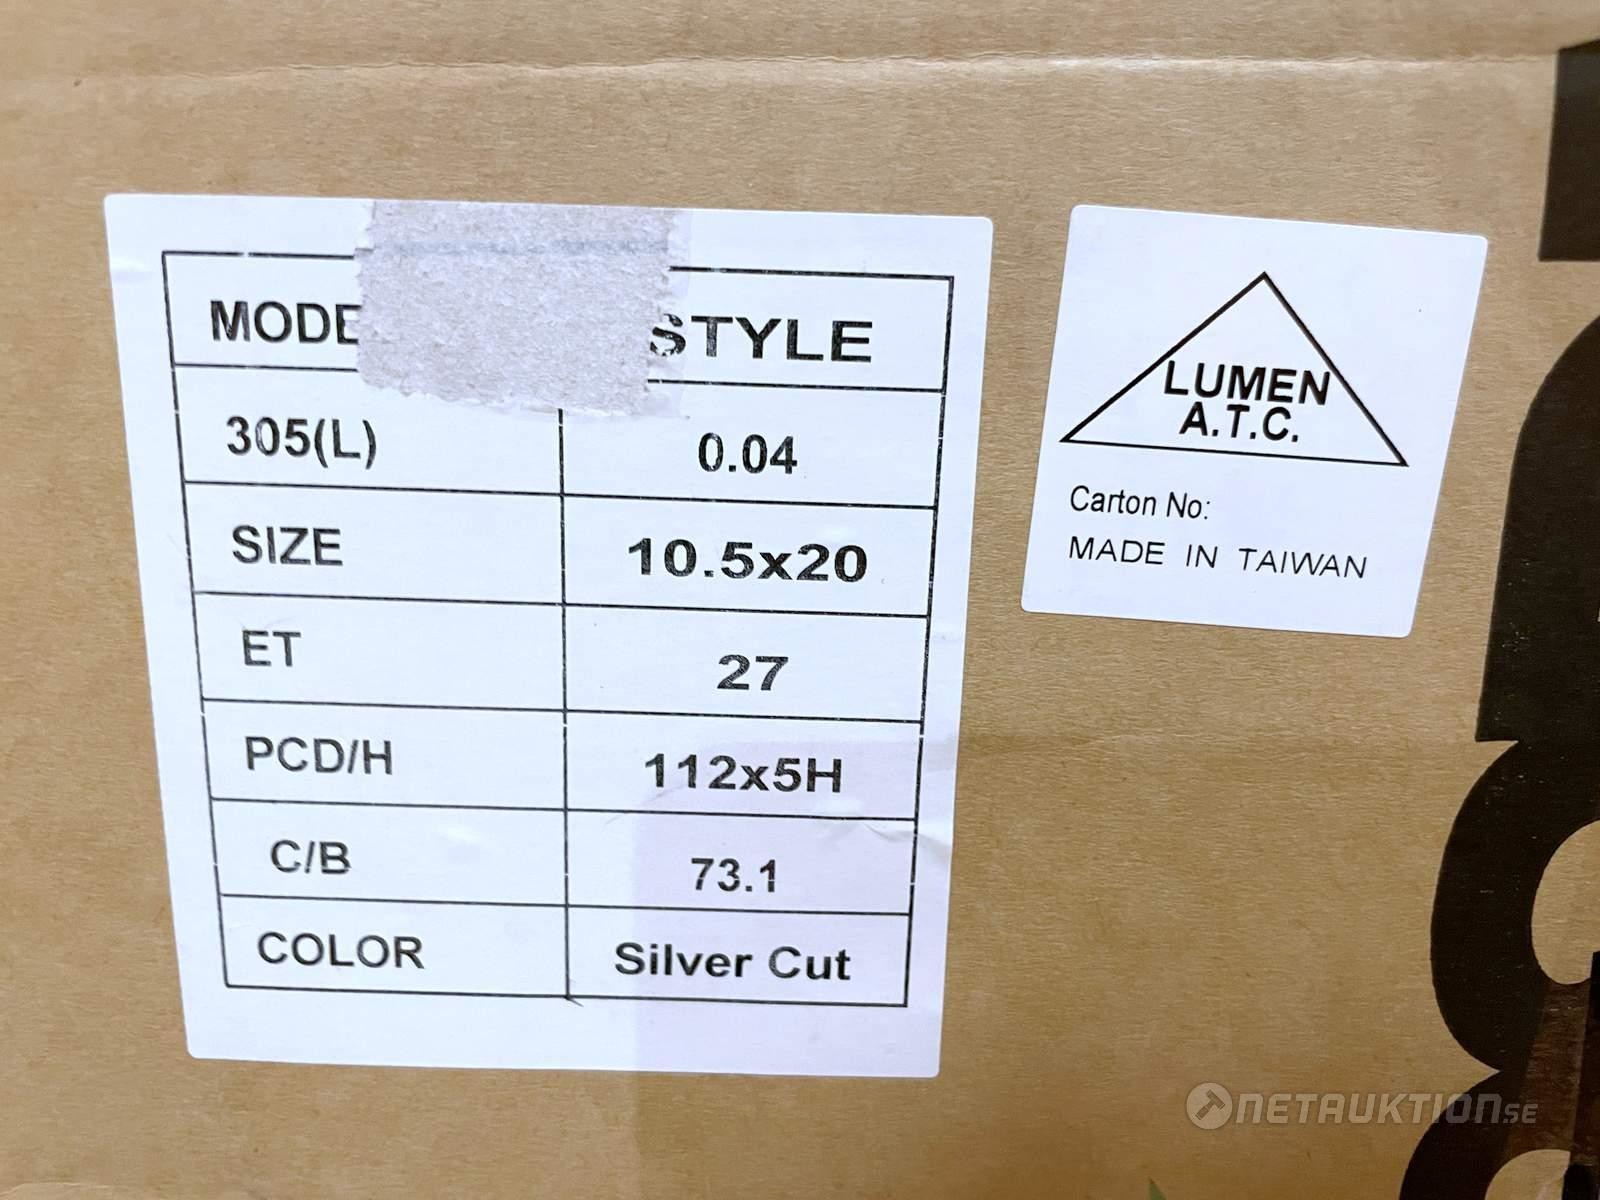 STYLE
305(L) 0.04
SIZE 10.5x20
ET 27
PCD/H 112x5H
C/B 73.1
COLOR Silver Cut
LUMEN
A.T.C.
Carton No:
MADE IN TAIWAN
NETAUKTION.SE